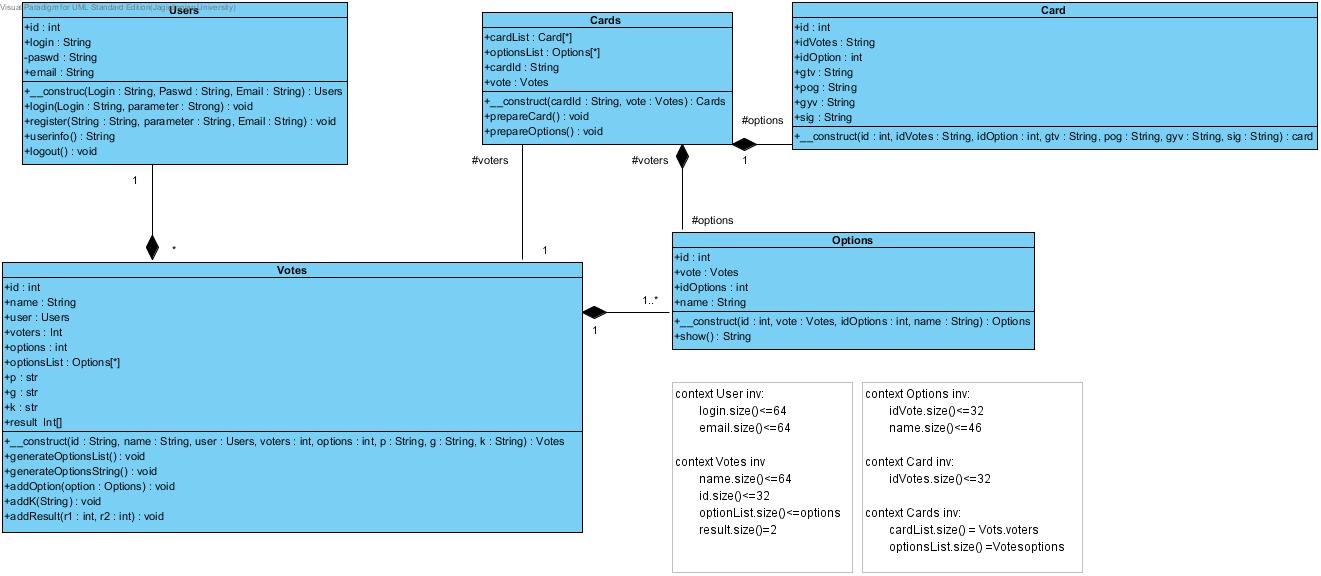 Visual Paradigm for UML Standard Edition(Jagiellonian University)
Users
+id : int
+login : String
-paswd : String
+email : String
+__construc(Login : String, Paswd : String, Email : String) : Users
+login(Login : String, parameter : Strong) : void
+register(String : String, parameter : String, Email : String) : void
+userinfo() : String
+logout() : void
Cards
+cardList : Card[*]
+optionsList : Options[*]
+cardId : String
+vote : Votes
+__construct(cardId : String, vote : Votes) : Cards
+prepareCard() : void
+prepareOptions() : void
Card
+id : int
+idVotes : String
+idOption : int
+gtv : String
+pog : String
+gyv : String
+sig : String
+__construct(id : int, idVotes : String, idOption : int, gtv : String, pog : String, gyv : String, sig : String) : card
#options
1
#voters
#voters
1
*
#options
1
Votes
+id : int
+name : String
+user : Users
+voters : Int
+options : int
+optionsList : Options[*]
+p : str
+g : str
+k : str
+result Int[]
+__construct(id : String, name : String, user : Users, voters : int, options : int, p : String, g : String, k : String) : Votes
+generateOptionsList() : void
+generateOptionsString() : void
+addOption(option : Options) : void
+addK(String) : void
+addResult(r1 : int, r2 : int) : void
1..*
1
Options
+id : int
+vote : Votes
+idOptions : int
+name : String
+__construct(id : int, vote : Votes, idOptions : int, name : String) : Options
+show() : String
context User inv:
login.size()<=64
email.size()<=64
context Votes inv
name.size()<=64
id.size()<=32
optionList.size()<=options
result.size()=2
context Options inv:
idVote.size()<=32
name.size()<=46
context Card inv:
idVotes.size()<=32
context Cards inv:
cardList.size() = Vots.voters
optionsList.size() =Votesoptions